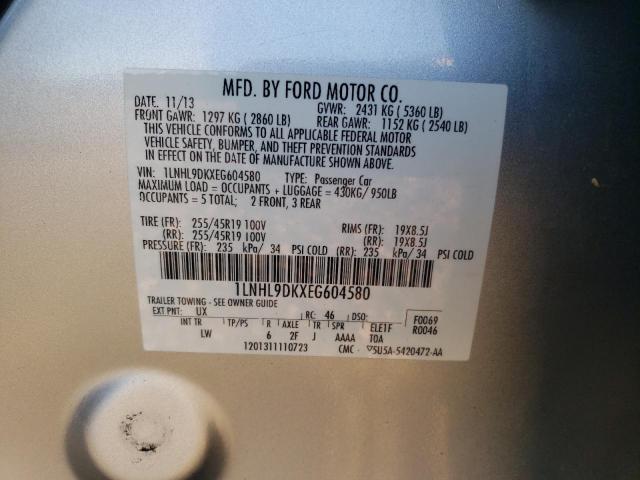 MFD. BY FORD MOTOR CO.
DATE: 11/13 GVWR: 2431 KG ( 5360 LB)
FRONT GAWR: 1297 KG ( 2860 LB) REAR GAWR: 1152 KG ( 2540 LB)
THIS VEHICLE CONFORMS TO ALL APPLICABLE FEDERAL MOTOR
VEHICLE SAFETY, BUMPER, AND THEFT PREVENTION STANDARDS
IN EFFECT ON THE DATE OF MANUFACTURE SHOWN ABOVE.
VIN: 1LNHL9DKXEG604580 TYPE: Passenger Car
MAXIMUM LOAD = OCCUPANTS + LUGGAGE = 430KG/ 950LB
OCCUPANTS = 5 TOTAL; 2 FRONT, 3 REAR
TIRE (FR): 255/45R19 100V RIMS (FR): 19X8.5J
(RR): 255/45R19 100V (RR): 19X8.5J
PRESSURE (FR): 235 kPa/ 34 PSI COLD (RR): 235 kPa/ 34 PSI COLD
1LNHL9DKXEG604580
TRAILER TOWING - SEE OWNER GUIDE
EXT PNT: UX RC: 46 DSO: F0069
INT TR TP/PS R AXLE TR SPR ELE1F R0046
LW 6 2F J AAAA TOA
1201311110723 CMC 5U5A-5420472-AA